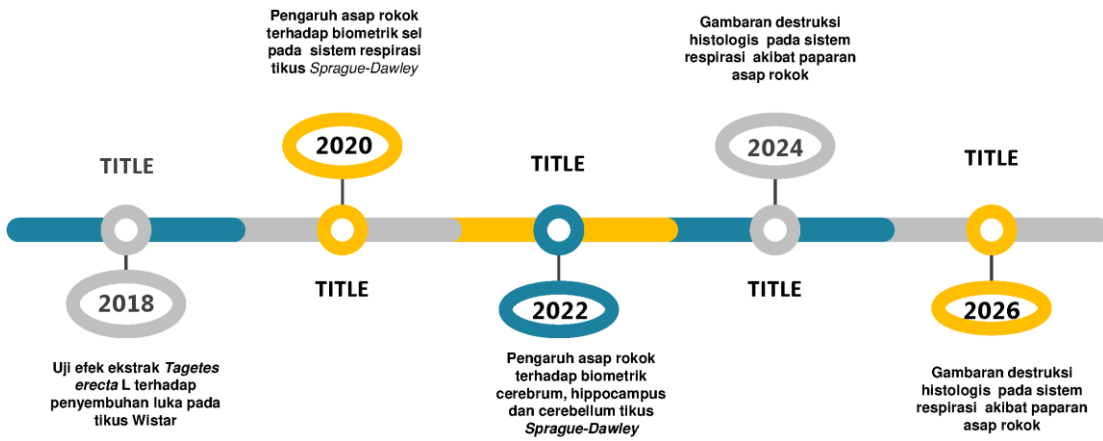 Pengaruh asap rokok
terhadap biometrik sel
pada sistem respirasi
tikus Sprague-Dawley
Gambaran destruksi
histologis pada sistem
respirasi akibat paparan
asap rokok
TITLE
2020
TITLE
2024
TITLE
2018
TITLE
2022
TITLE
2026
Uji efek ekstrak Tagetes
erecta L terhadap
penyembuhan luka pada
tikus Wistar
Pengaruh asap rokok
terhadap biometrik
cerebrum, hippocampus
dan cerebellum tikus
Sprague-Dawley
Gambaran destruksi
histologis pada sistem
respirasi akibat paparan
asap rokok